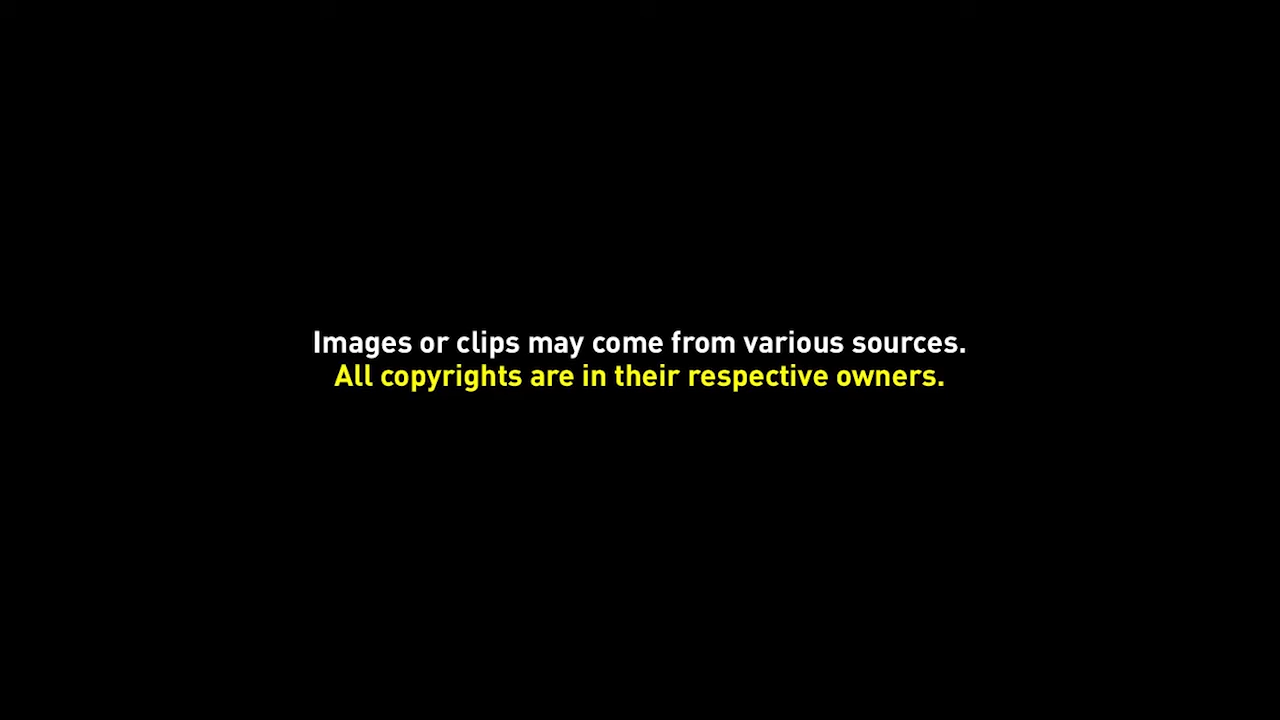 Images or clips may come from various sources.
All copyrights are in their respective owners.